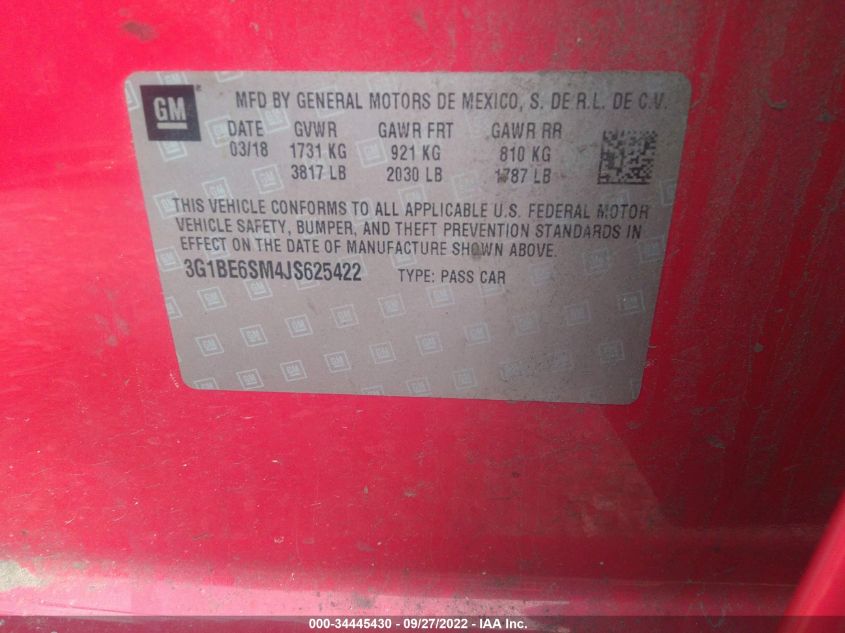 GM MFD BY GENERAL MOTORS DE MEXICO, S. DE R.L. DE C.V.
DATE GVWR GAWR FRT GAWR RR
03/18 1731 KG 921 KG 810 KG
3817 LB 2030 LB 1787 LB
THIS VEHICLE CONFORMS TO ALL APPLICABLE U.S. FEDERAL MOTOR
VEHICLE SAFETY, BUMPER, AND THEFT PREVENTION STANDARDS IN
EFFECT ON THE DATE OF MANUFACTURE SHOWN ABOVE.
3G1BE6SM4JS625422 TYPE: PASS CAR
000-34445430 - 09/27/2022 - IAA Inc.